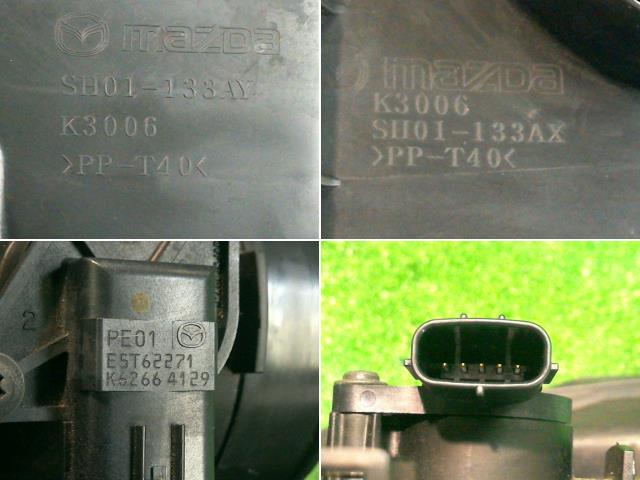 mazda
SH01-133AY
K3006
>PP-T40<
mazda
K3006
SH01-133AX
>PP-T40<
2
PE01
E5T62271
K62664129